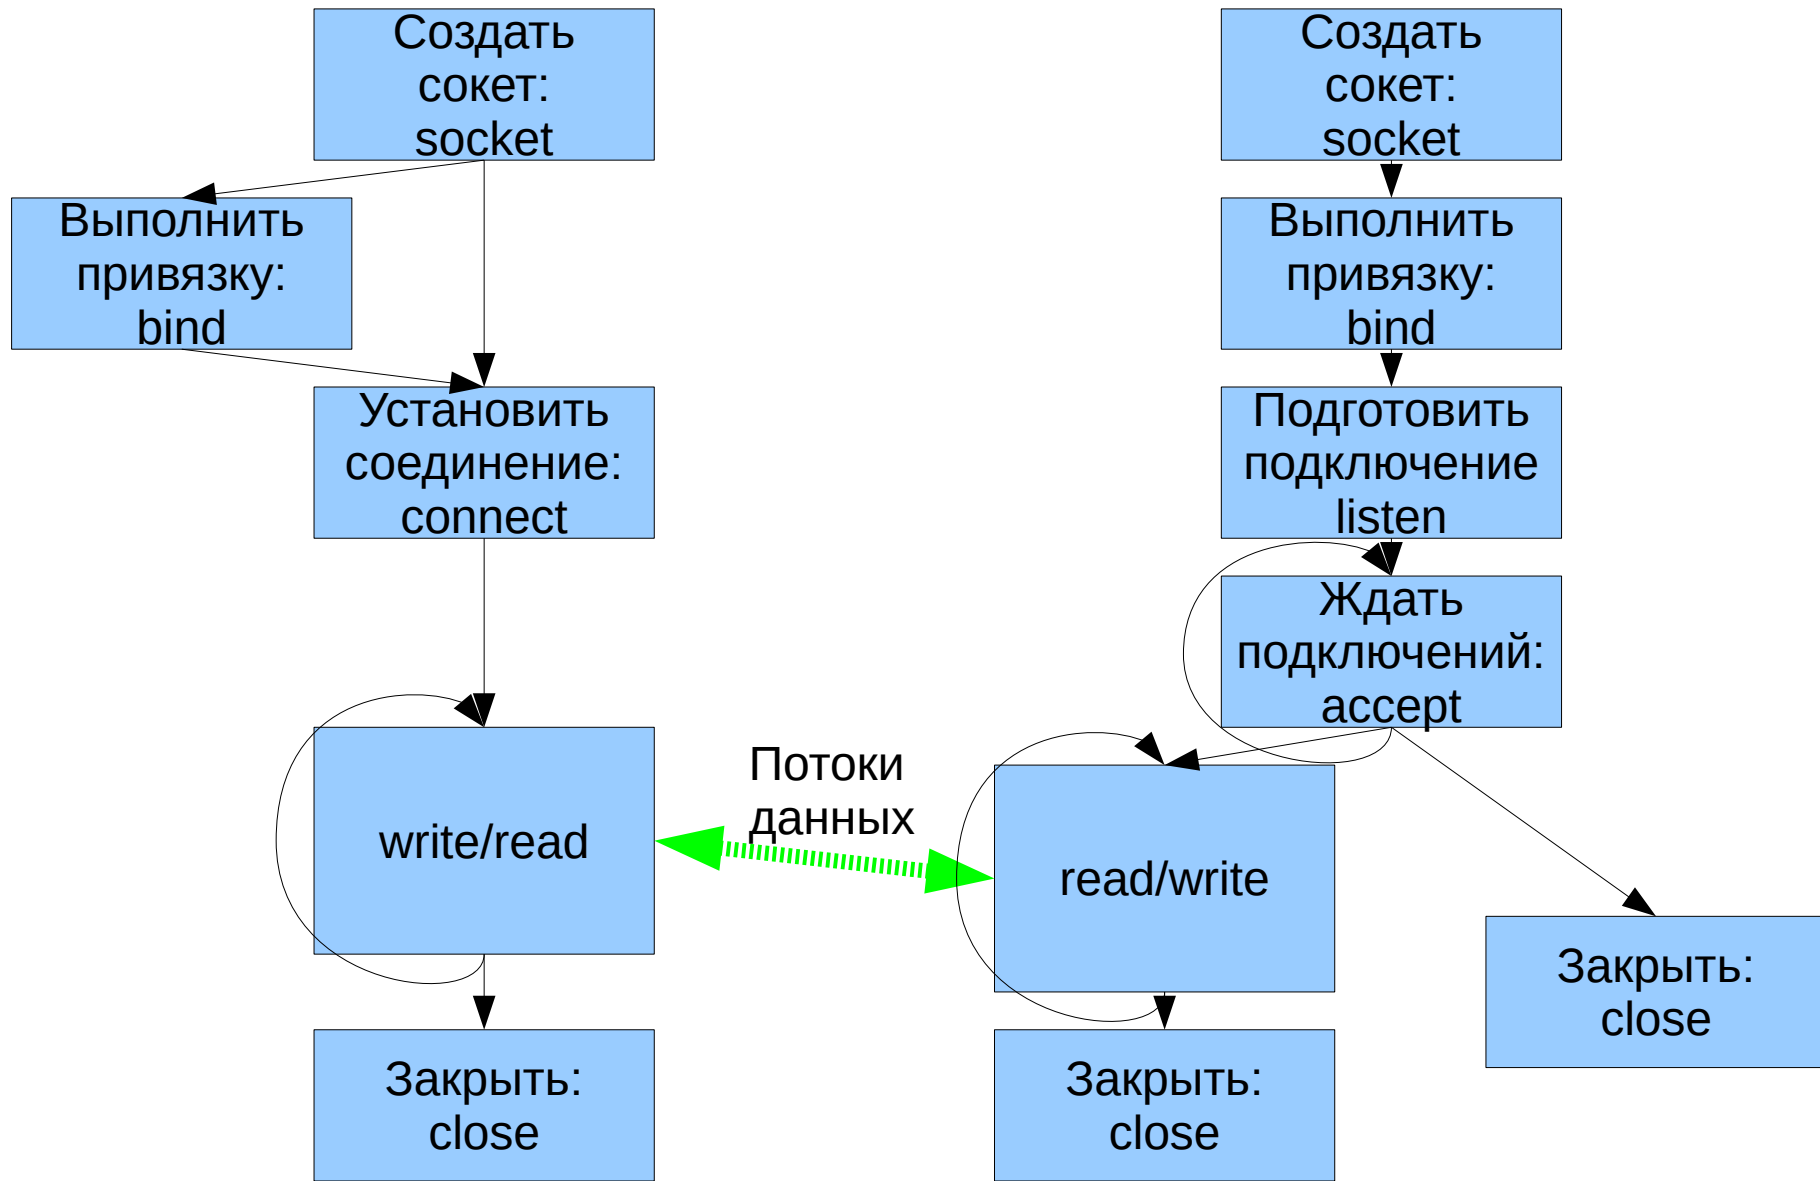 Создать
сокет:
socket
Выполнить
привязку:
bind
Установить
соединение:
connect
write/read
Закрыть:
close
Потоки
данных
Создать
сокет:
socket
Выполнить
привязку:
bind
Подготовить
подключение
listen
Ждать
подключений:
accept
read/write
Закрыть:
close
Закрыть:
close